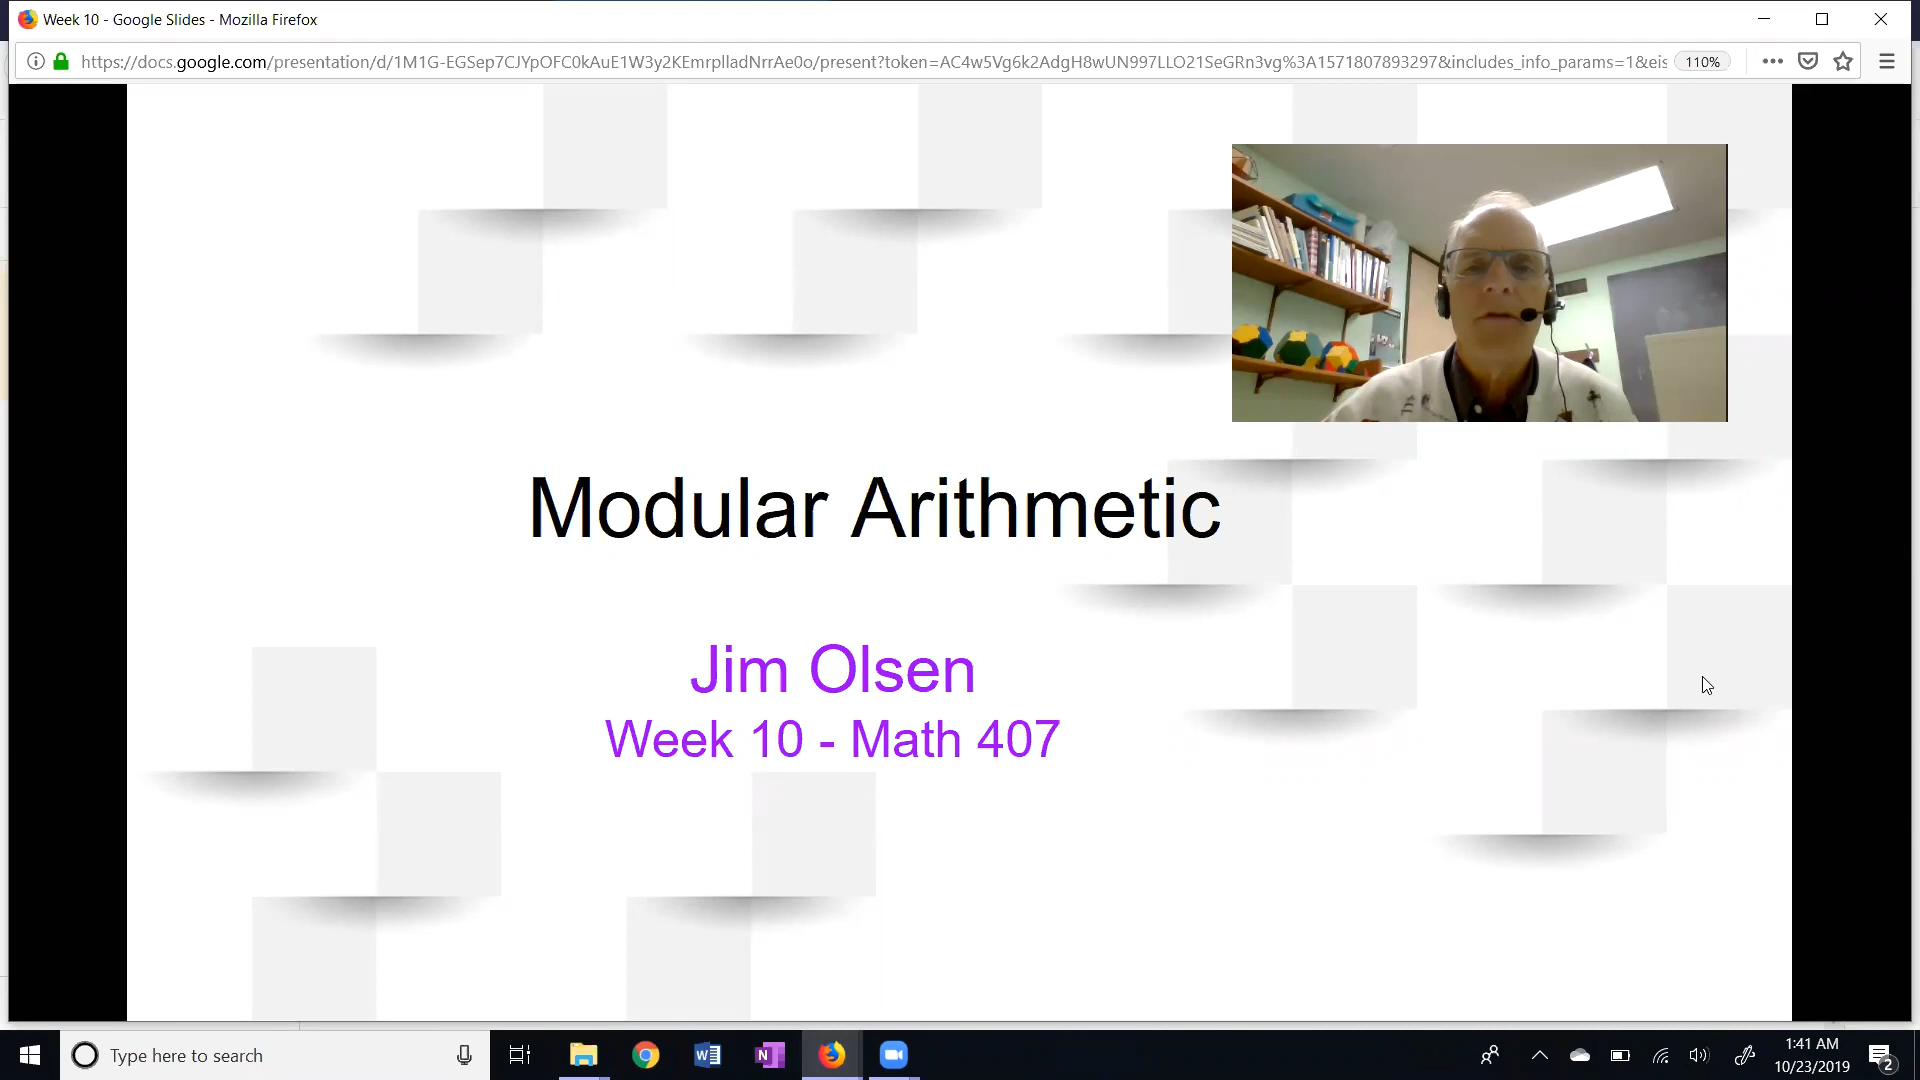 Week 10 - Google Slides - Mozilla Firefox
https://docs.google.com/presentation/d/1M1G-EGSep7CJYpOFC0kAuE1W3y2KEmrplladNrrAe0o/present?token=AC4w5Vg6k2AdgH8wUN997LLO21SeGRn3vg%3A1571807893297&includes_info_params=1&eis
110%
Modular Arithmetic
Jim Olsen
Week 10 - Math 407
Type here to search
1:41 AM
10/23/2019
2